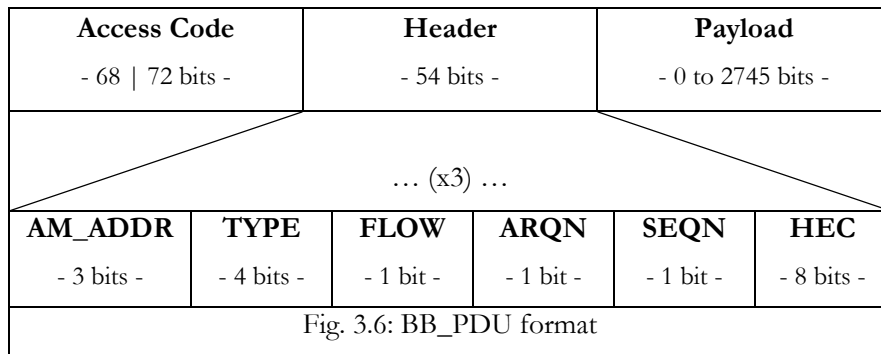 Access Code Header Payload
- 68 | 72 bits - - 54 bits - - 0 to 2745 bits -
… (x3) …
AM_ADDR TYPE FLOW ARQN SEQN HEC
- 3 bits - - 4 bits - - 1 bit - - 1 bit - - 1 bit - - 8 bits -
Fig. 3.6: BB_PDU format